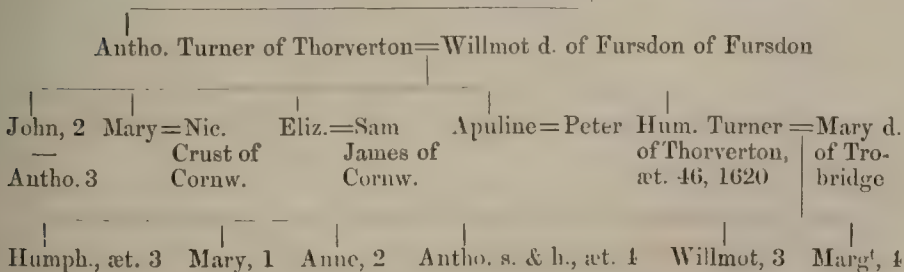 Antho. Turner of Thorverton=Willmot d. of Fursdon of Fursdon
John, 2 Mary=Nic. Eliz.=Sam Apuline=Peter Hum. Turner=Mary d.
— Crust of James of of Thorverton, of Tro-
Antho. 3 Cornw. Cornw. æt. 46, 1620 bridge
Humph., æt. 3 Mary, 1 Anne, 2 Antho. s. & h., æt. 4 Willmot, 3 Margt, 4